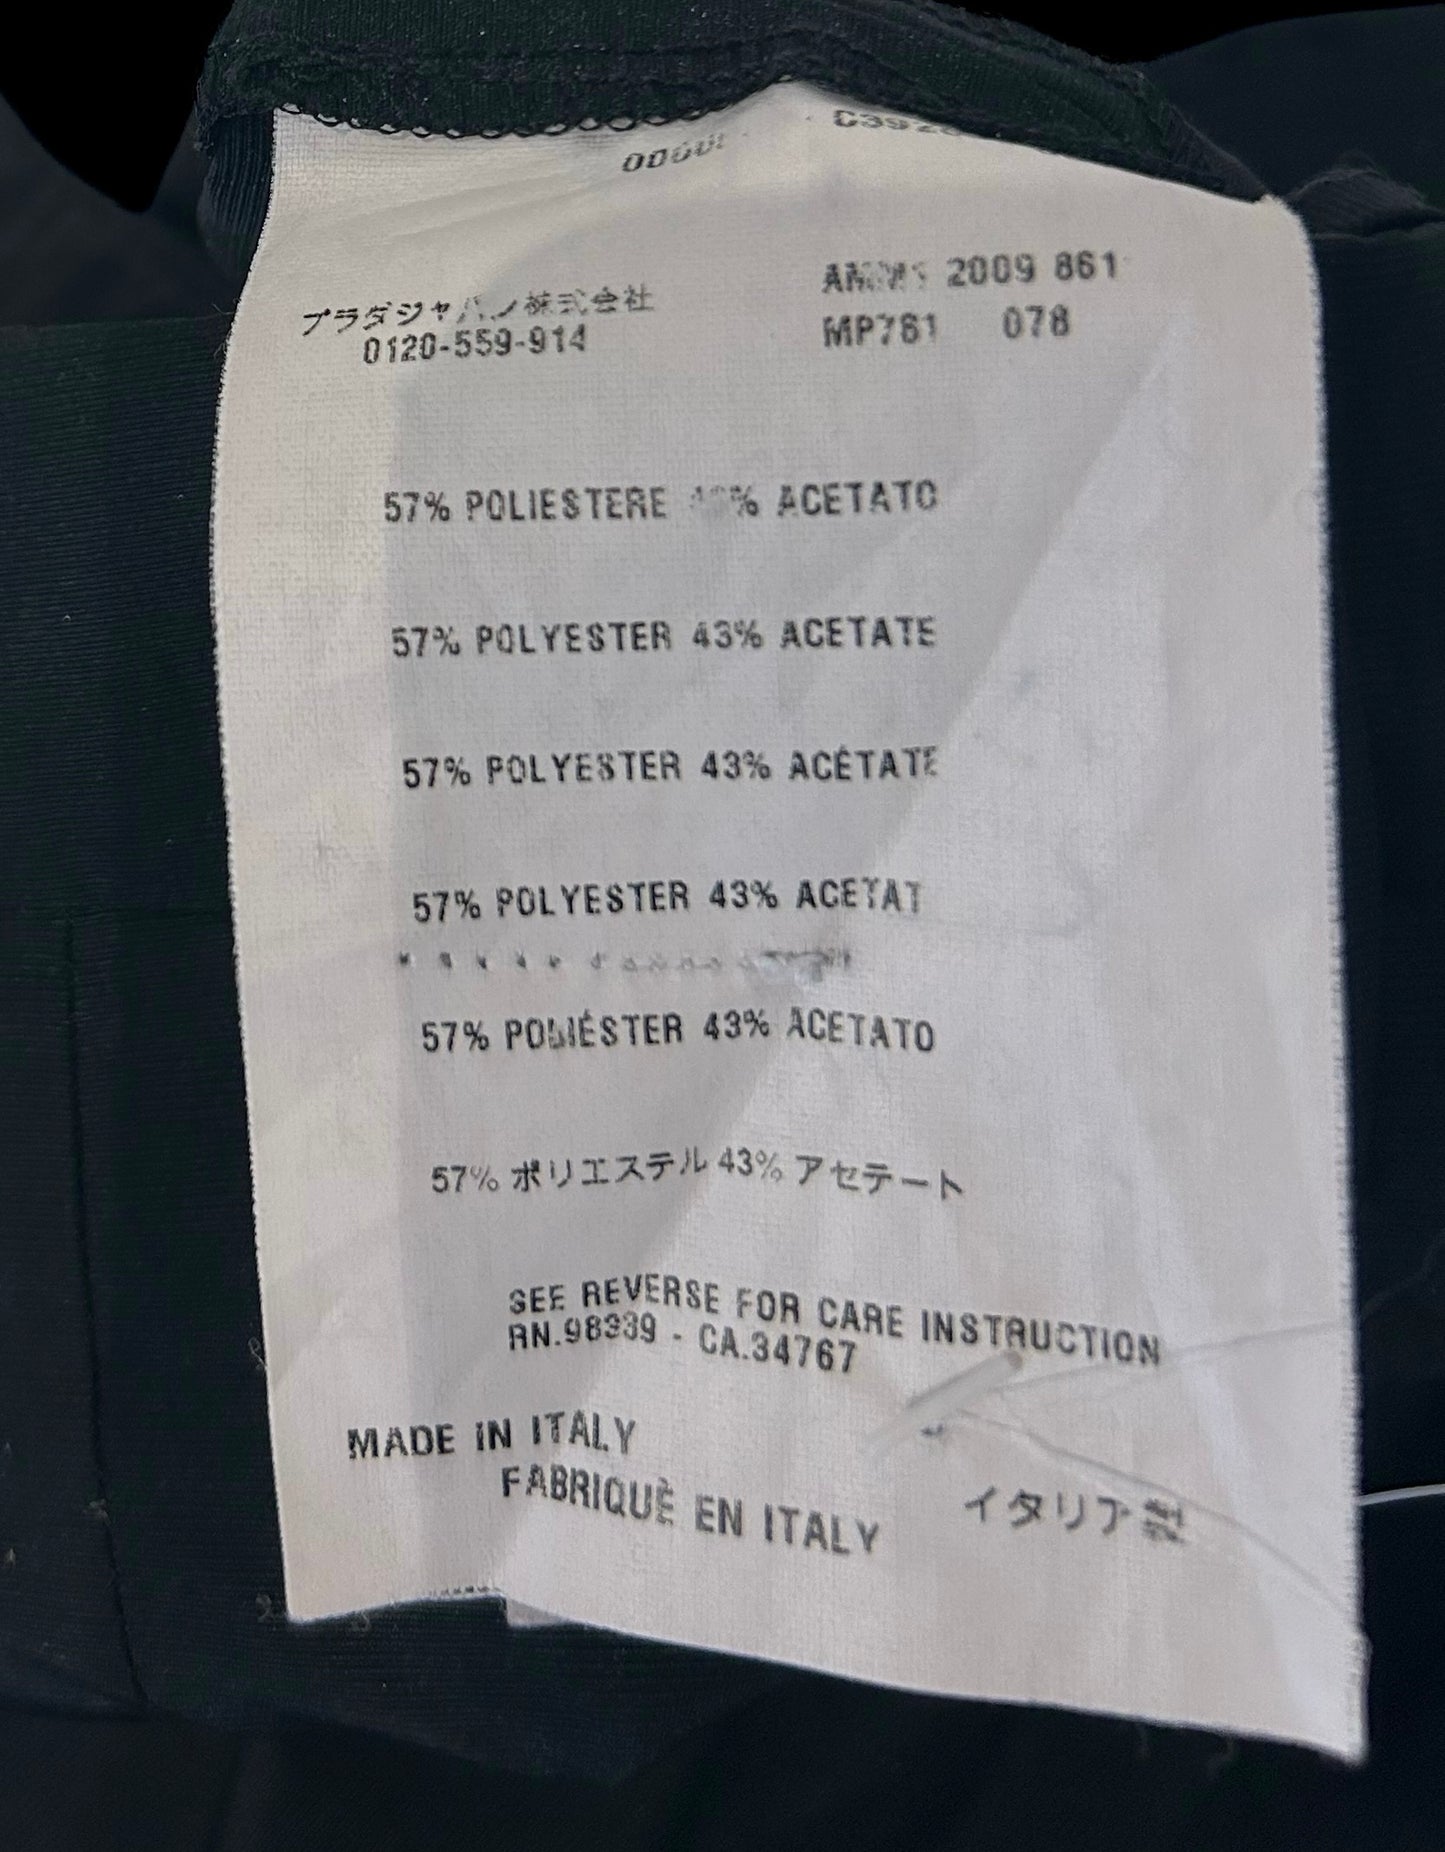 プラダジャパン株式会社
0120-559-914
2009 861
MP761 078
57% POLIESTERE % ACETATO
57% POLYESTER 43% ACETATE
57% POLYESTER 43% ACÉTATE
57% POLYESTER 43% ACETAT
57% POLIÉSTER 43% ACETATO
57% ポリエステル 43% アセテート
SEE REVERSE FOR CARE INSTRUCTION
RN.98339 - CA.34767
MADE IN ITALY
FABRIQUÈ EN ITALY
イタリア製